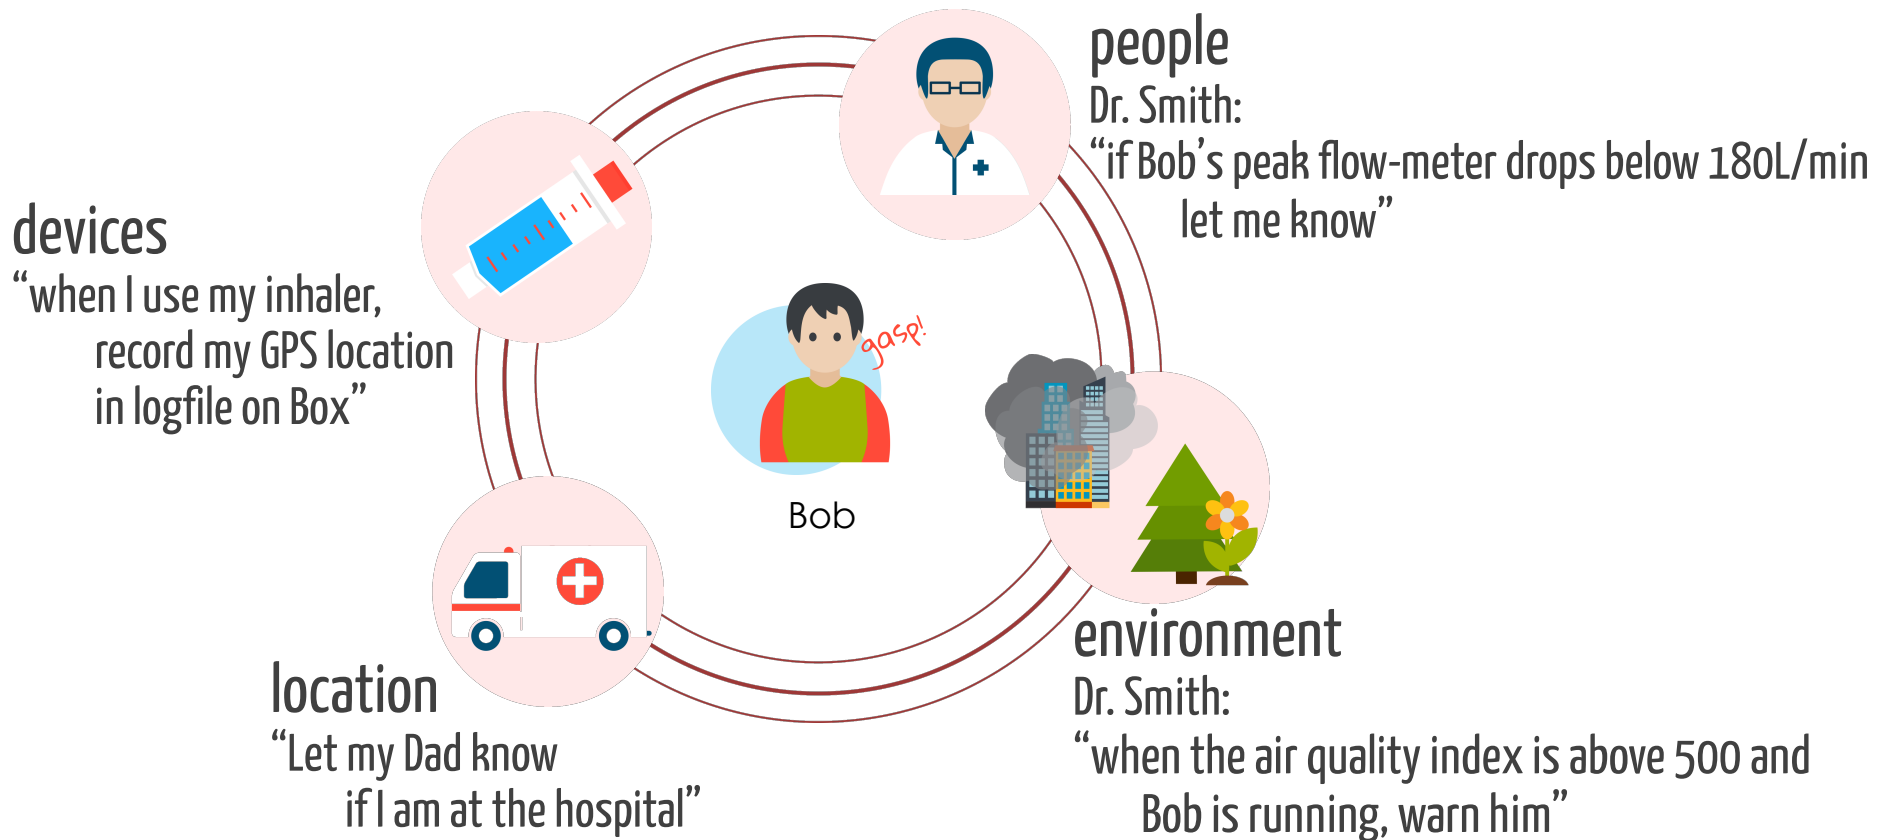 people
Dr. Smith:
“if Bob’s peak flow-meter drops below 180L/min
let me know”
devices
“when I use my inhaler,
record my GPS location
in logfile on Box”
gasp!
Bob
environment
Dr. Smith:
“when the air quality index is above 500 and
Bob is running, warn him”
location
“Let my Dad know
if I am at the hospital”